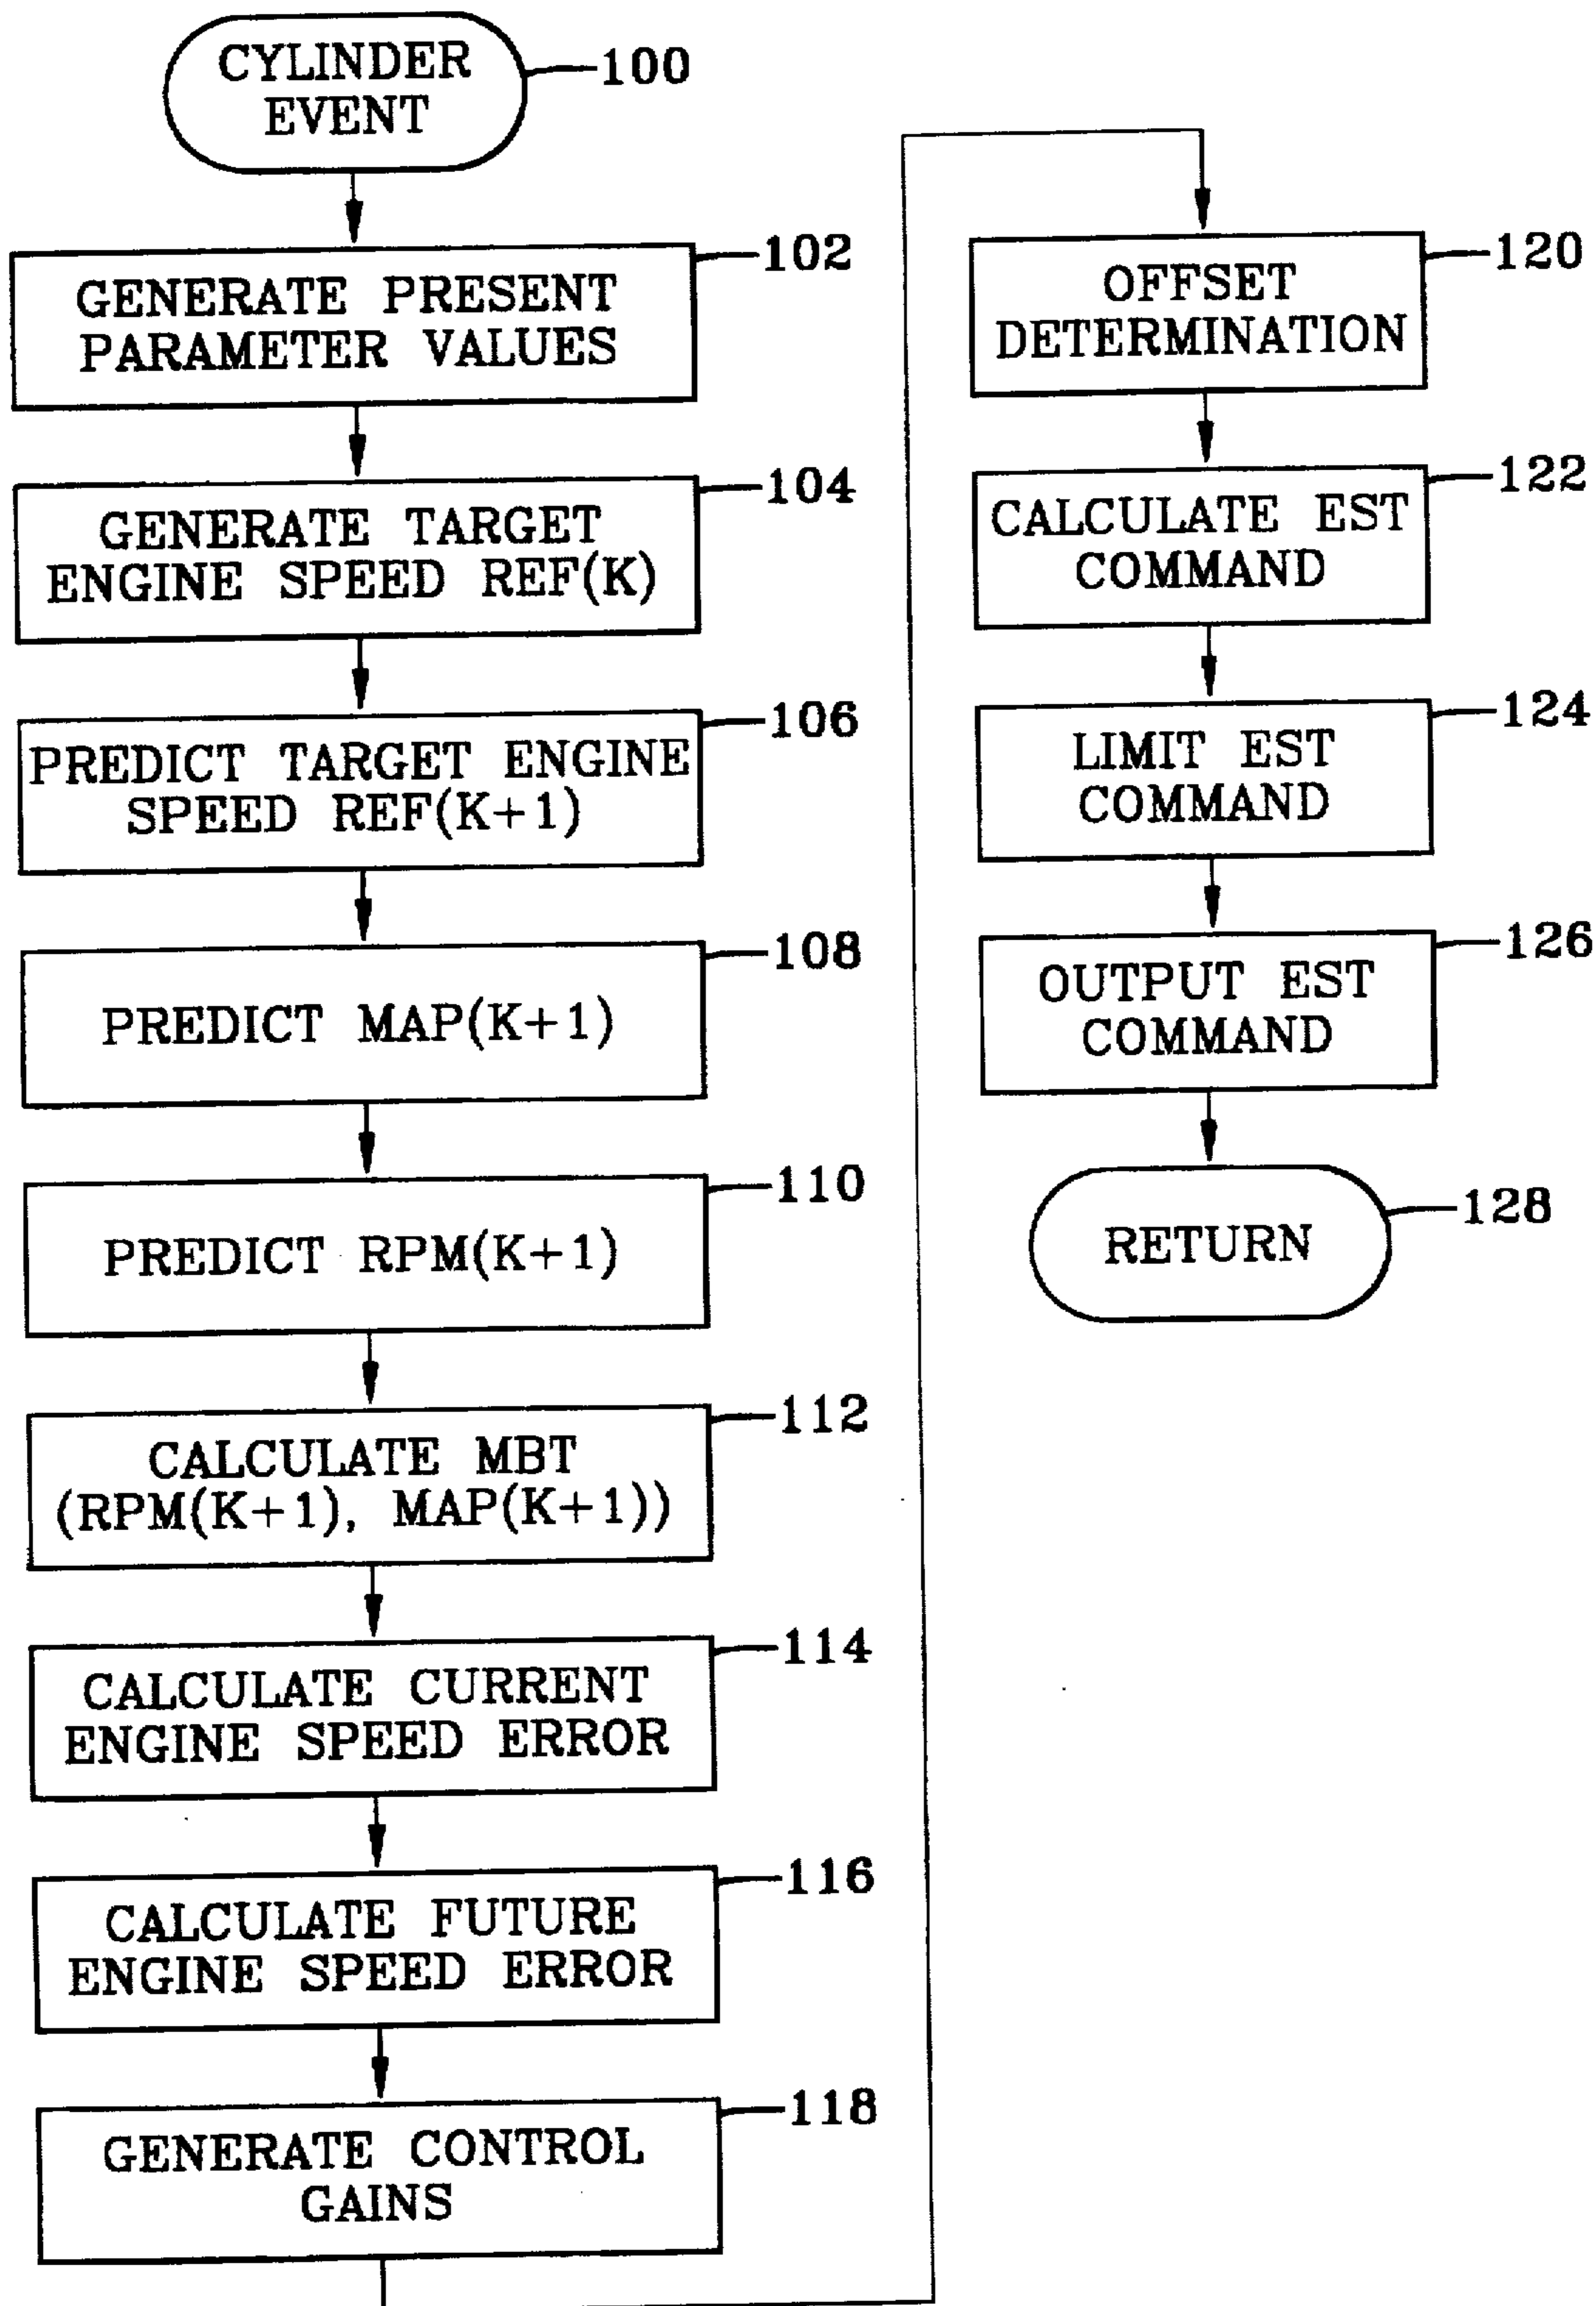 CYLINDER
EVENT
100
GENERATE PRESENT
PARAMETER VALUES
102
GENERATE TARGET
ENGINE SPEED REF(K)
104
PREDICT TARGET ENGINE
SPEED REF(K+1)
106
PREDICT MAP(K+1)
108
PREDICT RPM(K+1)
110
CALCULATE MBT
(RPM(K+1), MAP(K+1))
112
CALCULATE CURRENT
ENGINE SPEED ERROR
114
CALCULATE FUTURE
ENGINE SPEED ERROR
116
GENERATE CONTROL
GAINS
118
OFFSET
DETERMINATION
120
CALCULATE EST
COMMAND
122
LIMIT EST
COMMAND
124
OUTPUT EST
COMMAND
126
RETURN
128